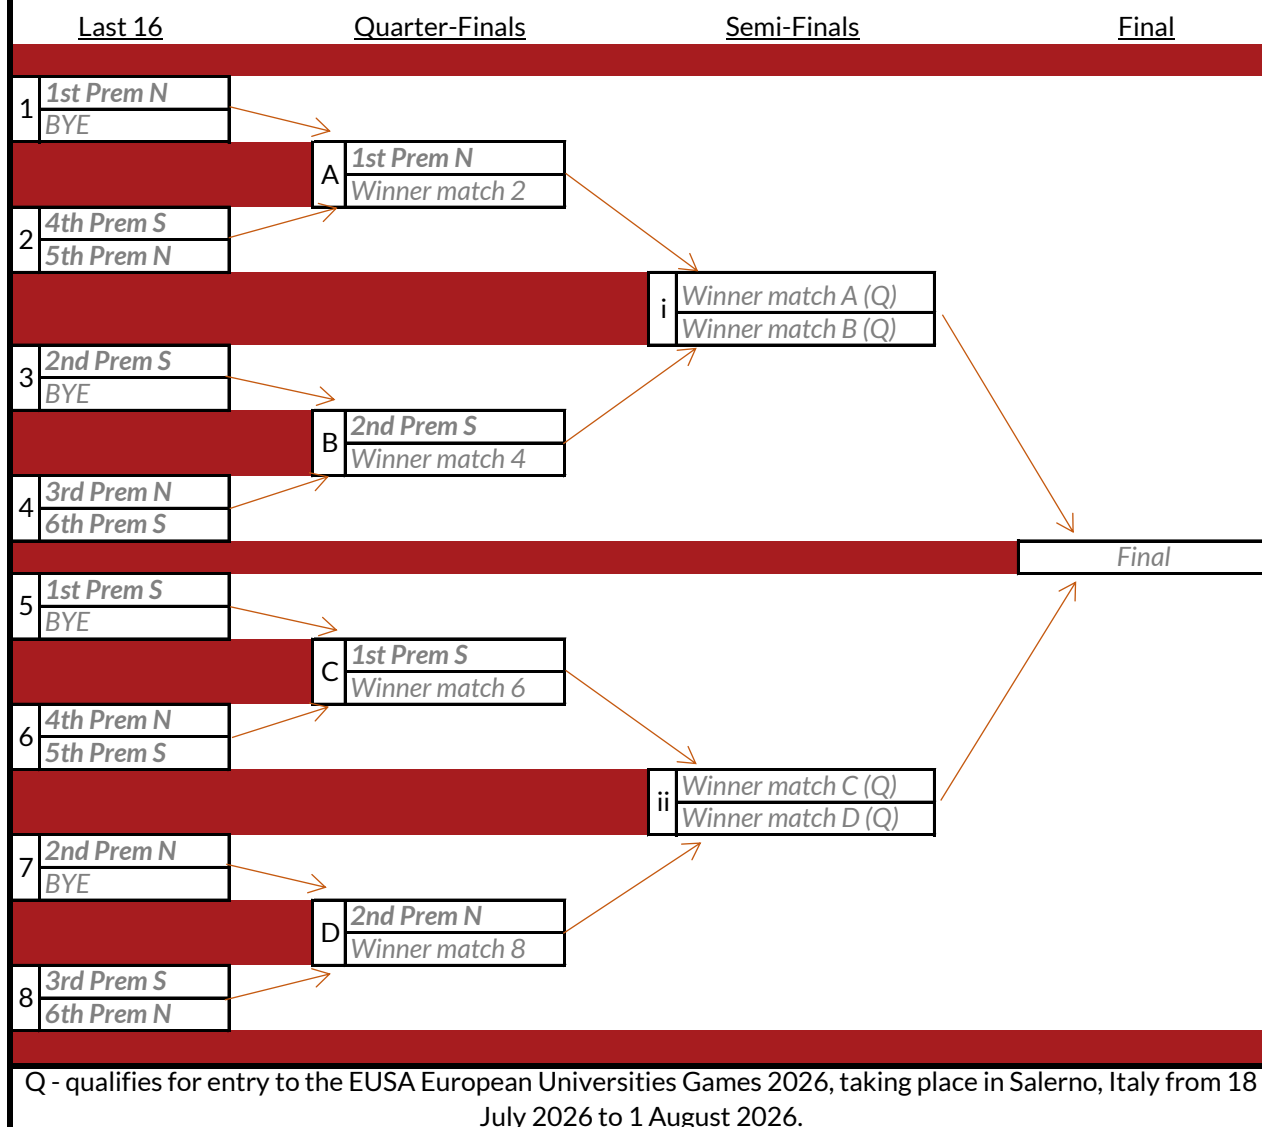 Last 16 Quarter-Finals Semi-Finals Final
1 1st Prem N
BYE
A 1st Prem N
Winner match 2
2 4th Prem S
5th Prem N
i Winner match A (Q)
Winner match B (Q)
3 2nd Prem S
BYE
B 2nd Prem S
Winner match 4
4 3rd Prem N
6th Prem S
Final
5 1st Prem S
BYE
C 1st Prem S
Winner match 6
6 4th Prem N
5th Prem S
ii Winner match C (Q)
Winner match D (Q)
7 2nd Prem N
BYE
D 2nd Prem N
Winner match 8
8 3rd Prem S
6th Prem N
Q - qualifies for entry to the EUSA European Universities Games 2026, taking place in Salerno, Italy from 18
July 2026 to 1 August 2026.